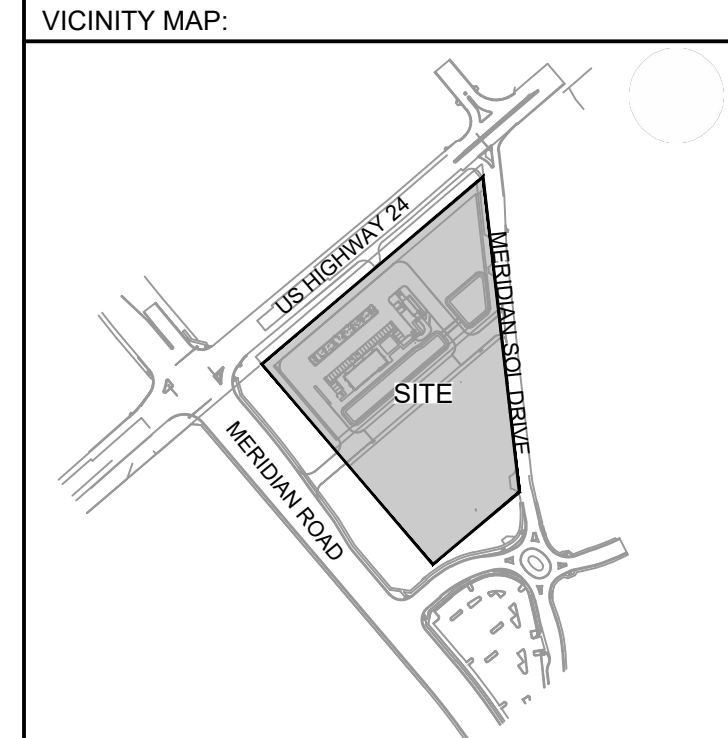 VICINITY MAP:
US HIGHWAY 24
MERIDIAN SOL DRIVE
SITE
MERIDIAN ROAD